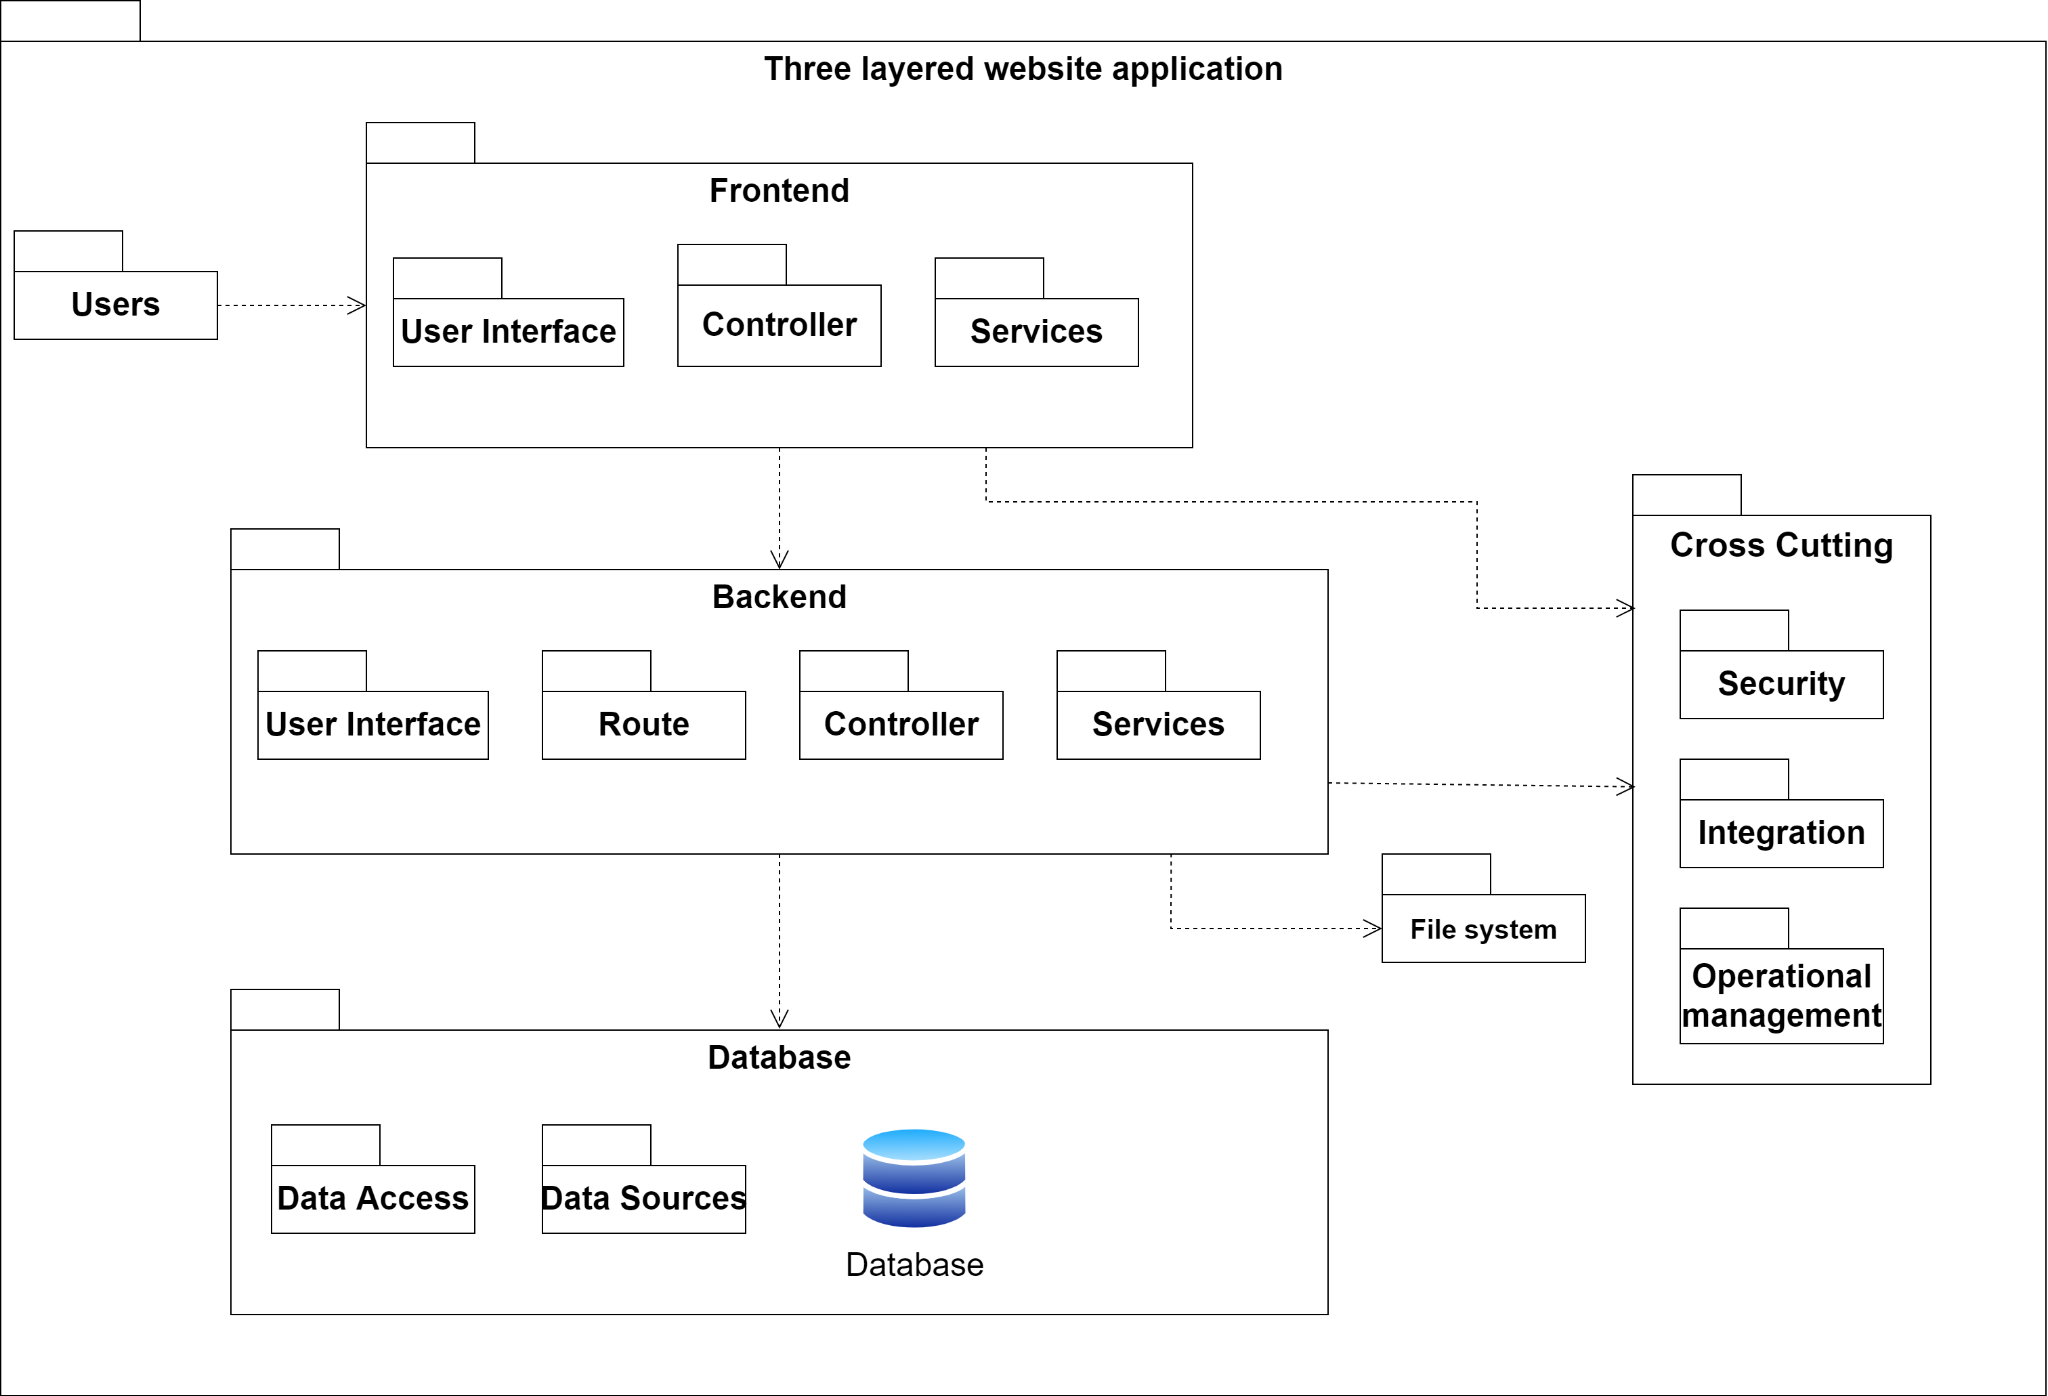 Three layered website application
Frontend
Users
User Interface
Controller
Services
Backend
User Interface
Route
Controller
Services
Cross Cutting
Security
Integration
Operational
management
File system
Database
Data Access
Data Sources
Database